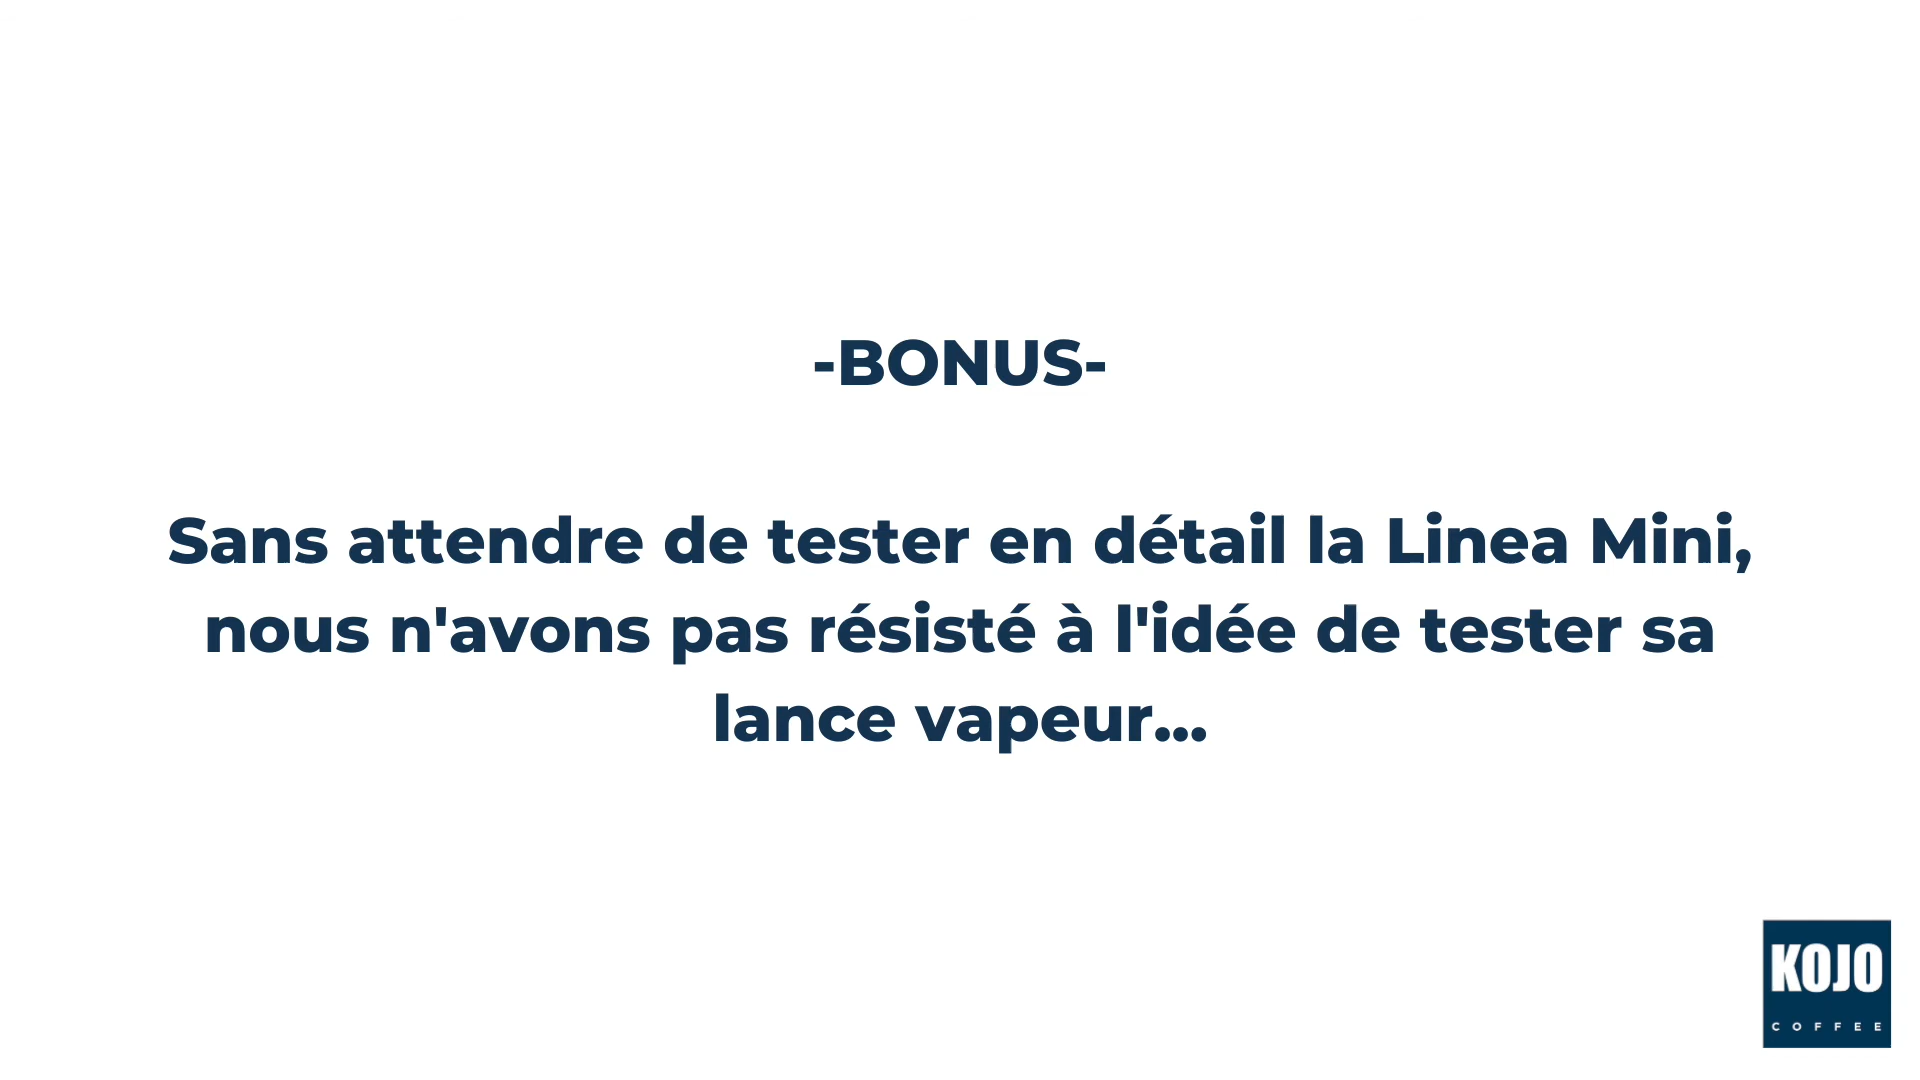 -BONUS-
Sans attendre de tester en détail la Linea Mini,
nous n'avons pas résisté à l'idée de tester sa
lance vapeur...
KOJO
COFFEE